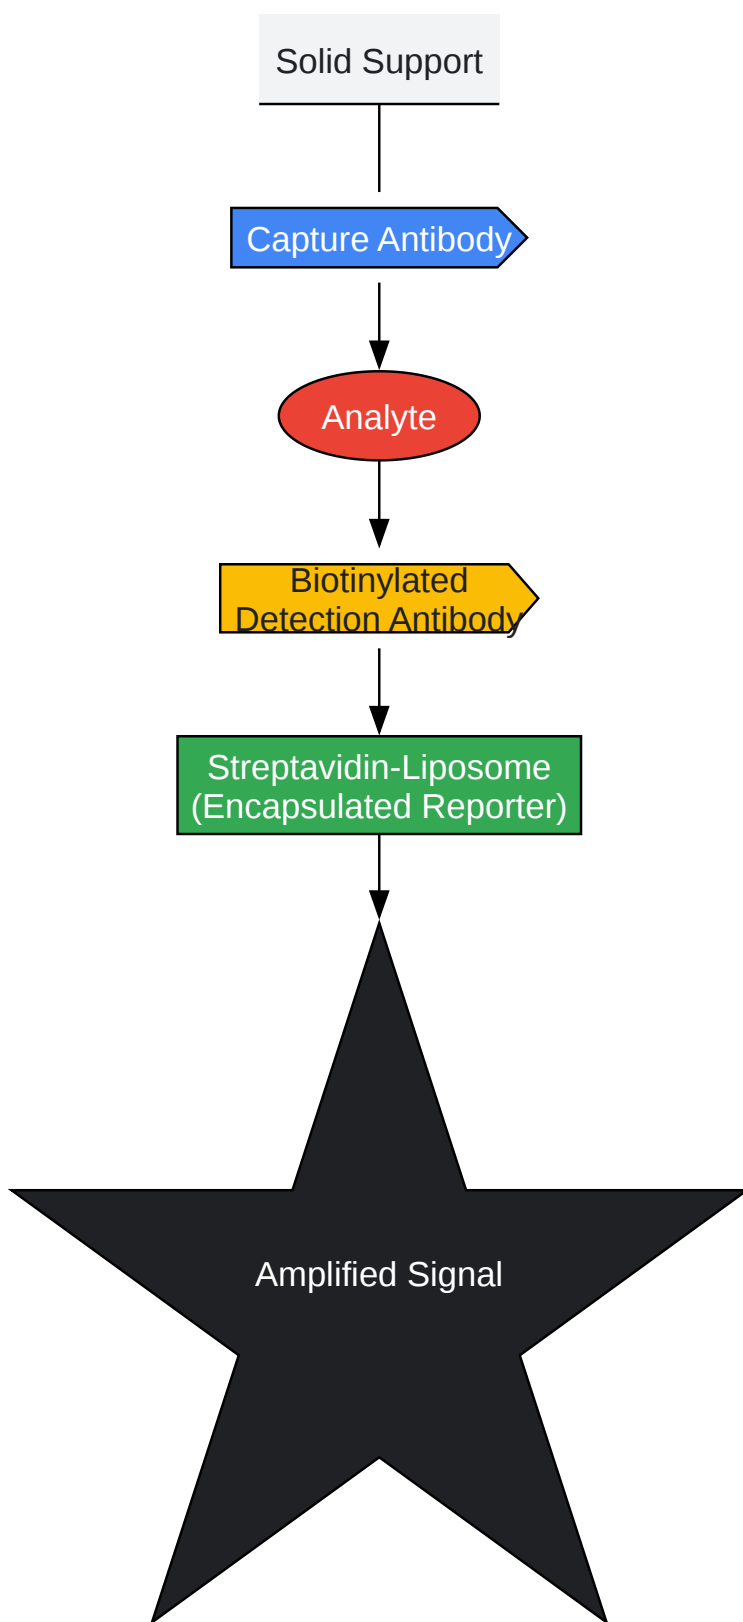 Solid Support
Capture Antibody
Analyte
Biotinylated
Detection Antibody
Streptavidin-Liposome
(Encapsulated Reporter)
Amplified Signal